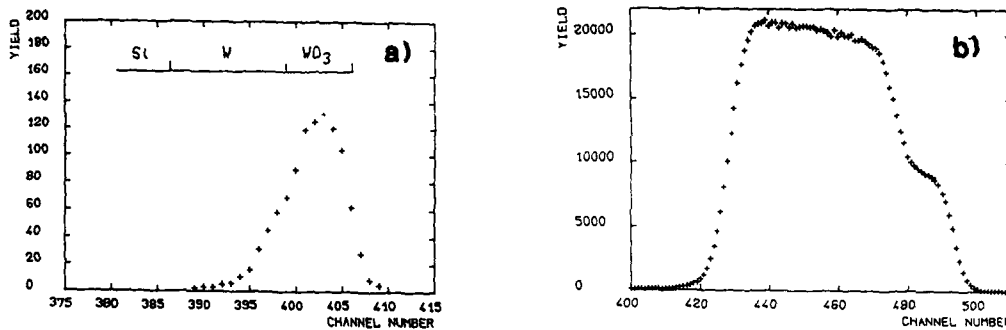 YIELD
200
180
160
140
120
100
80
60
40
20
0
Si W WO3
a)
375 380 385 390 395 400 405 410 415
CHANNEL NUMBER
YIELD
20000
15000
10000
5000
0
b)
400 420 440 460 480 500
CHANNEL NUMBER